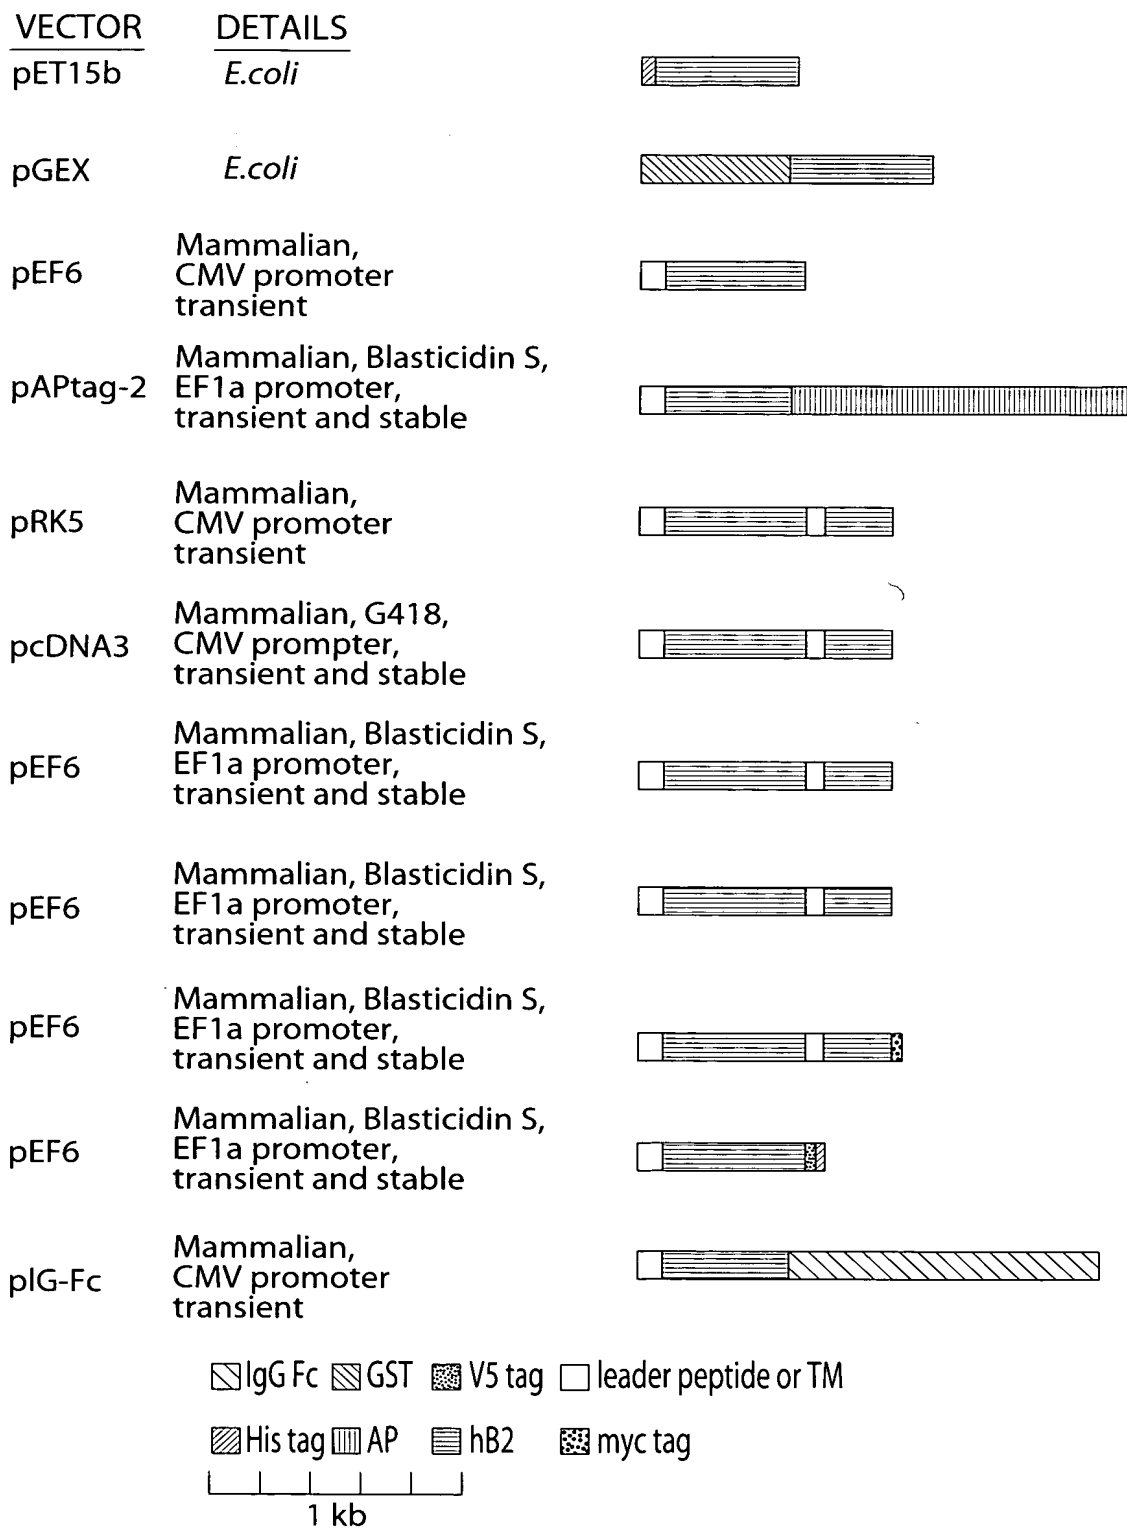 VECTOR DETAILS
pET15b E.coli
pGEX E.coli
pEF6 Mammalian,
CMV promoter
transient
pAPtag-2 Mammalian, Blasticidin S,
EF1a promoter,
transient and stable
pRK5 Mammalian,
CMV promoter
transient
pcDNA3 Mammalian, G418,
CMV prompter,
transient and stable
pEF6 Mammalian, Blasticidin S,
EF1a promoter,
transient and stable
pEF6 Mammalian, Blasticidin S,
EF1a promoter,
transient and stable
pEF6 Mammalian, Blasticidin S,
EF1a promoter,
transient and stable
pEF6 Mammalian, Blasticidin S,
EF1a promoter,
transient and stable
pIG-Fc Mammalian,
CMV promoter
transient
IgG Fc GST V5 tag leader peptide or TM
His tag AP hB2 myc tag
1 kb